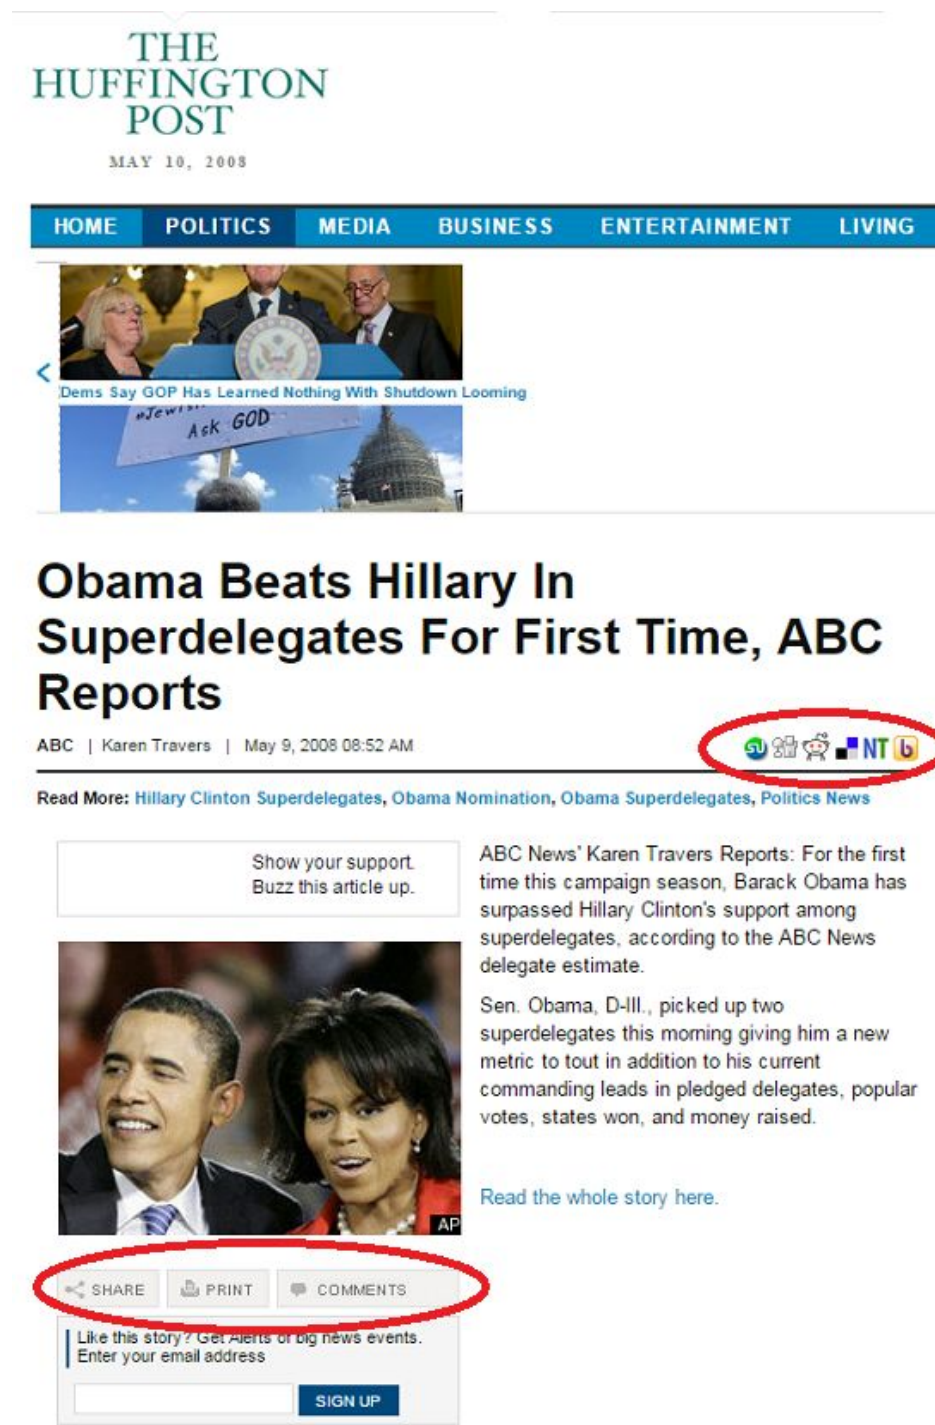 THE
HUFFINGTON
POST
MAY 10, 2008
HOME POLITICS MEDIA BUSINESS ENTERTAINMENT LIVING
<
Dems Say GOP Has Learned Nothing With Shutdown Looming
Ask GOD
Obama Beats Hillary In
Superdelegates For First Time, ABC
Reports
ABC | Karen Travers | May 9, 2008 08:52 AM
NT b
Read More: Hillary Clinton Superdelegates, Obama Nomination, Obama Superdelegates, Politics News
Show your support.
Buzz this article up.
ABC News' Karen Travers Reports: For the first
time this campaign season, Barack Obama has
surpassed Hillary Clinton's support among
superdelegates, according to the ABC News
delegate estimate.
Sen. Obama, D-Ill., picked up two
superdelegates this morning giving him a new
metric to tout in addition to his current
commanding leads in pledged delegates, popular
votes, states won, and money raised.
Read the whole story here.
AP
SHARE PRINT COMMENTS
Like this story? Get Alerts of big news events.
Enter your email address
SIGN UP